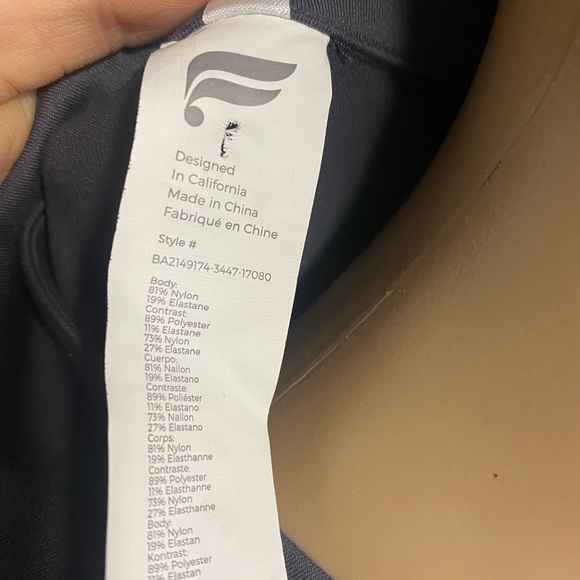 Designed
In California
Made in China
Fabriqué en Chine
Style #
BA2149174-3447-17080
Body:
81% Nylon
19% Elastane
Contrast:
89% Polyester
11% Elastane
73% Nylon
27% Elastane
Cuerpo:
81% Nailon
19% Elastano
Contraste:
89% Poliéster
11% Elastano
73% Nailon
27% Elastano
Corps:
81% Nylon
19% Elasthanne
Contraste:
89% Polyester
11% Elasthanne
73% Nylon
27% Elasthanne
Body:
81% Nylon
19% Elastan
Kontrast:
89% Polyester
11% Elastan